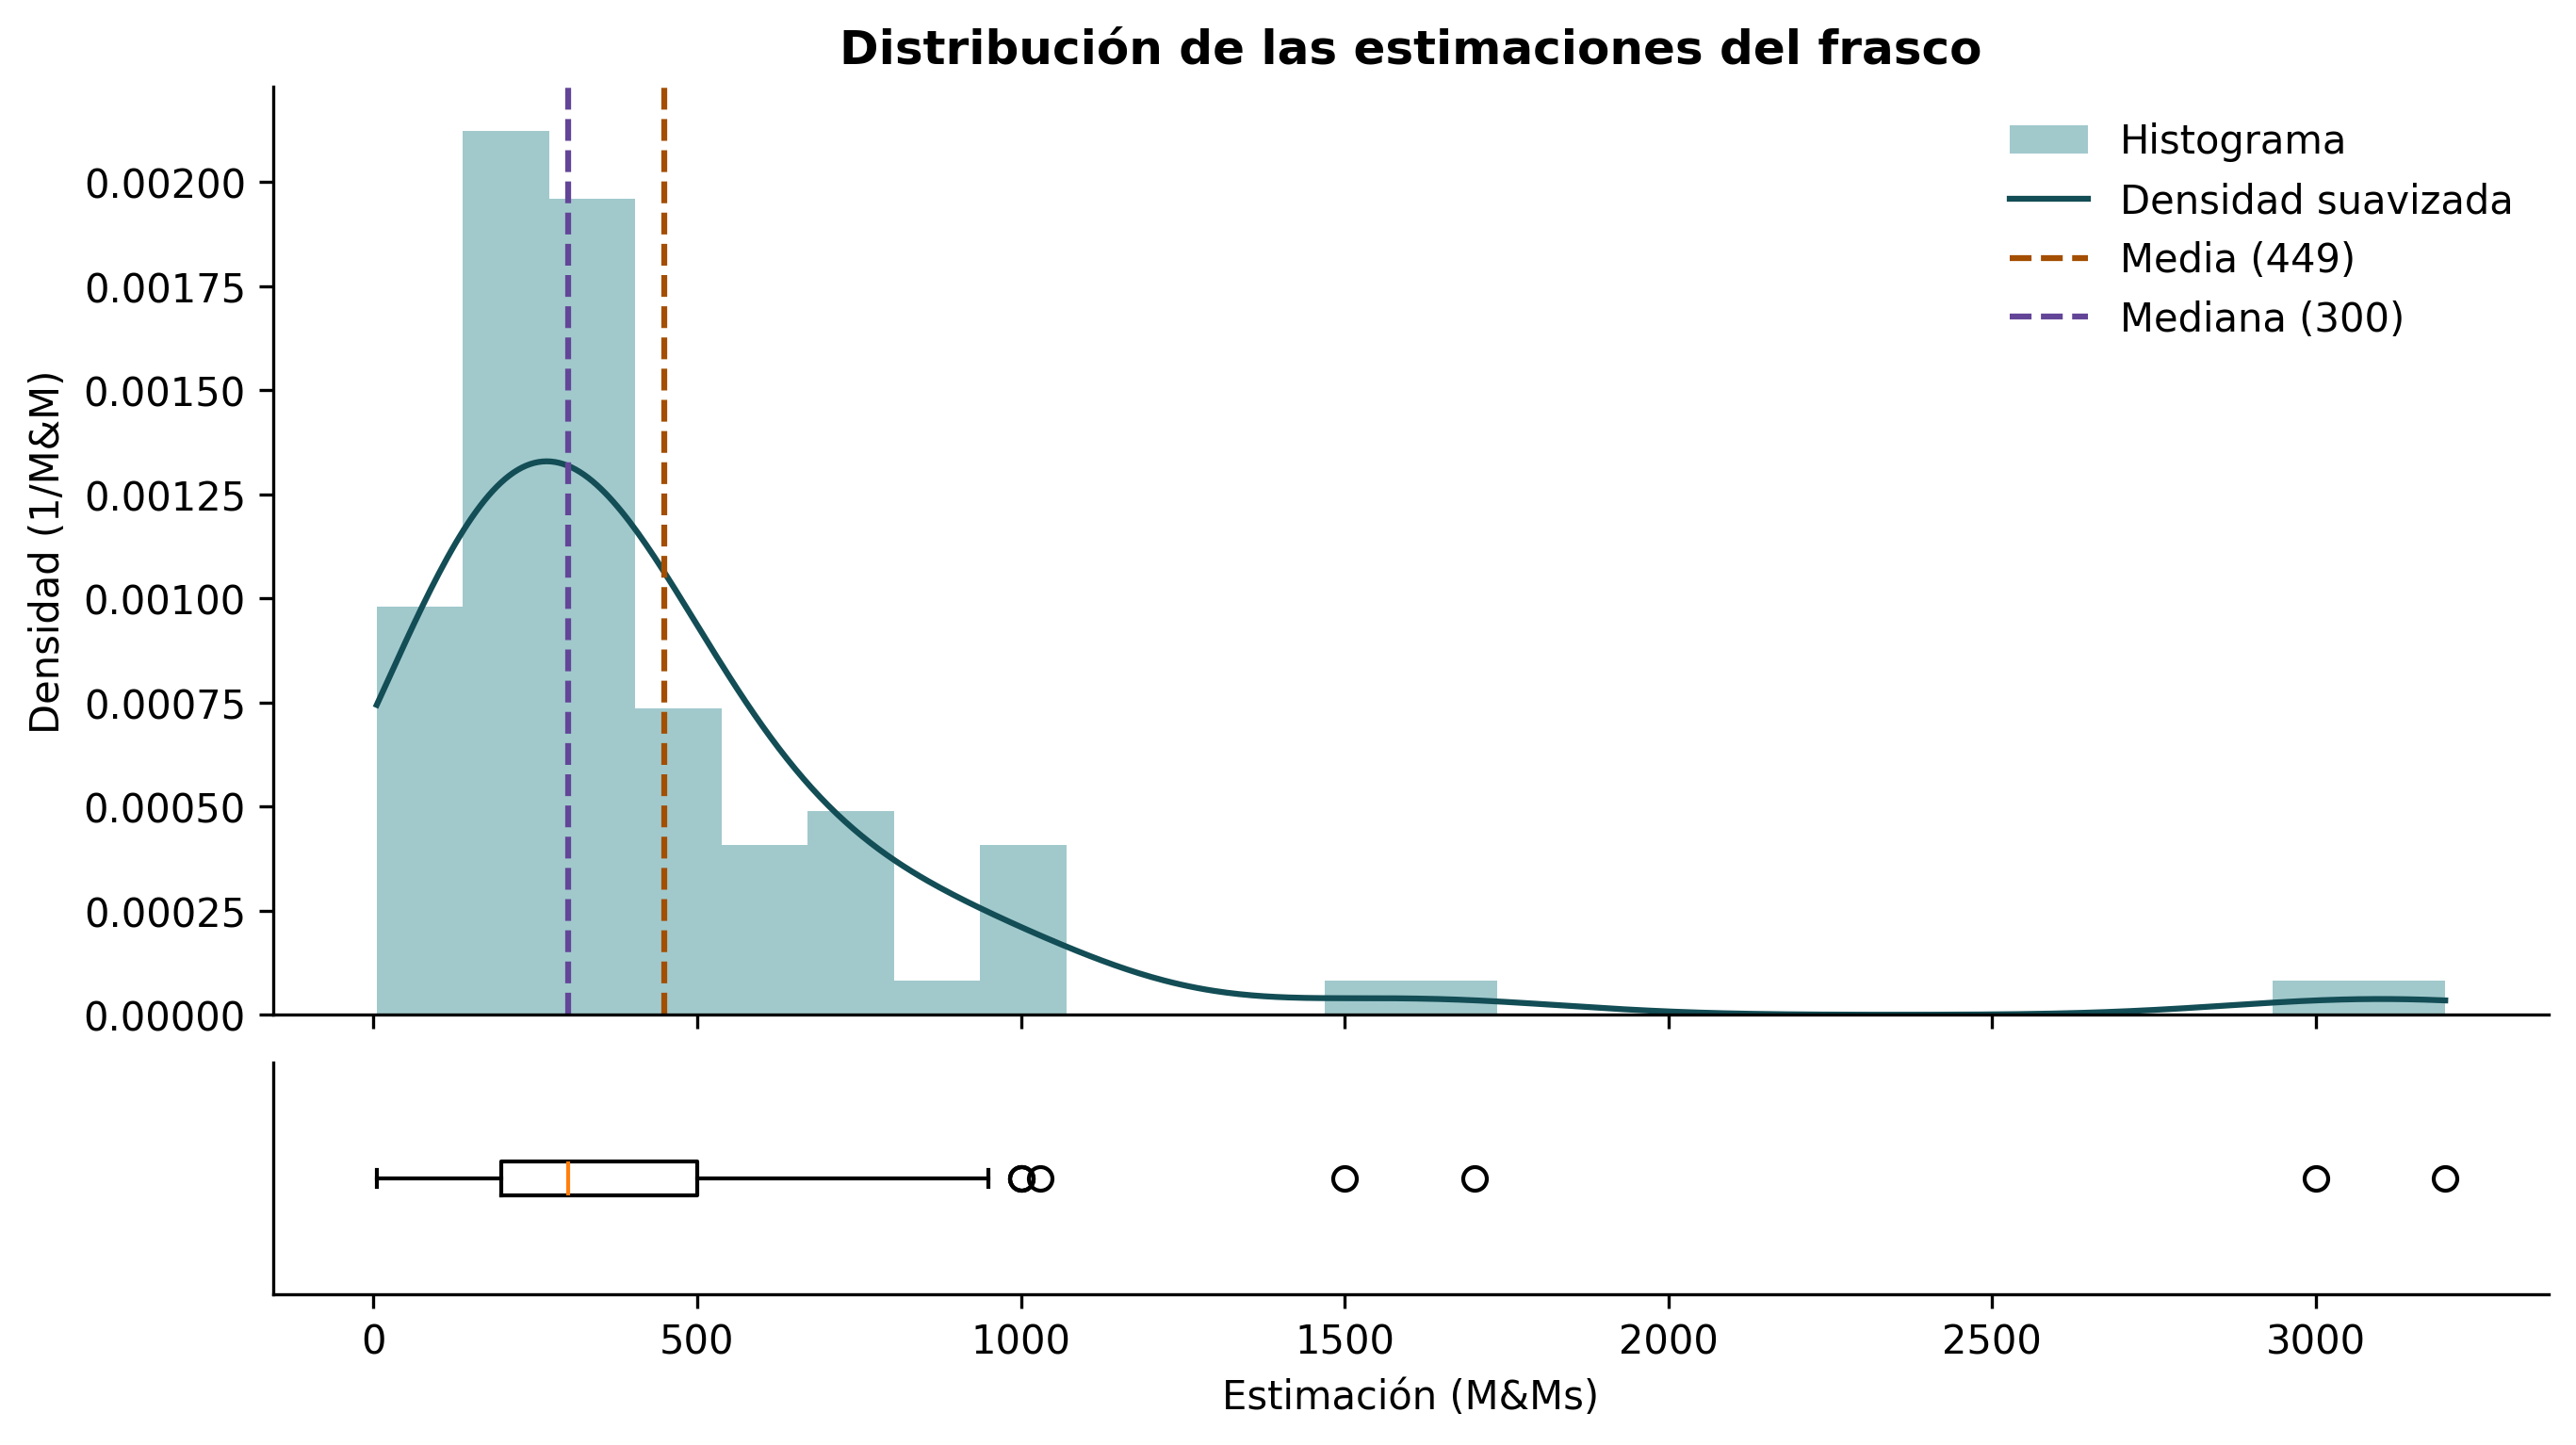 Distribución de las estimaciones del frasco
Histograma
Densidad suavizada
Media (449)
Mediana (300)
Densidad (1/M&M)
0.00200
0.00175
0.00150
0.00125
0.00100
0.00075
0.00050
0.00025
0.00000
0 500 1000 1500 2000 2500 3000
Estimación (M&Ms)